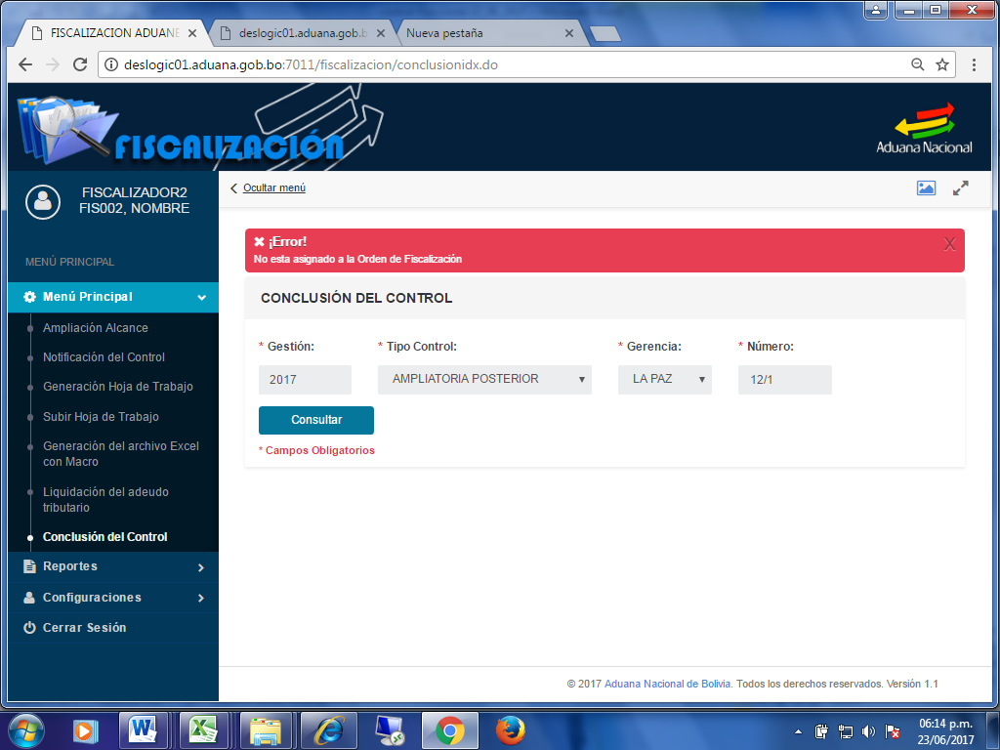 FISCALIZACION ADUANE
deslogic01.aduana.gob.b
Nueva pestaña
deslogic01.aduana.gob.bo:7011/fiscalizacion/conclusionidx.do
FISCALIZACIÓN
Aduana Nacional
FISCALIZADOR2
FIS002, NOMBRE
Ocultar menú
MENÚ PRINCIPAL
Menú Principal
Ampliación Alcance
Notificación del Control
Generación Hoja de Trabajo
Subir Hoja de Trabajo
Generación del archivo Excel
con Macro
Liquidación del adeudo
tributario
Conclusión del Control
Reportes
Configuraciones
Cerrar Sesión
¡Error!
X
No esta asignado a la Orden de Fiscalización
CONCLUSIÓN DEL CONTROL
* Gestión: * Tipo Control: * Gerencia: * Número:
2017 AMPLIATORIA POSTERIOR LA PAZ 12/1
Consultar
* Campos Obligatorios
© 2017 Aduana Nacional de Bolivia. Todos los derechos reservados. Versión 1.1
06:14 p.m.
23/06/2017